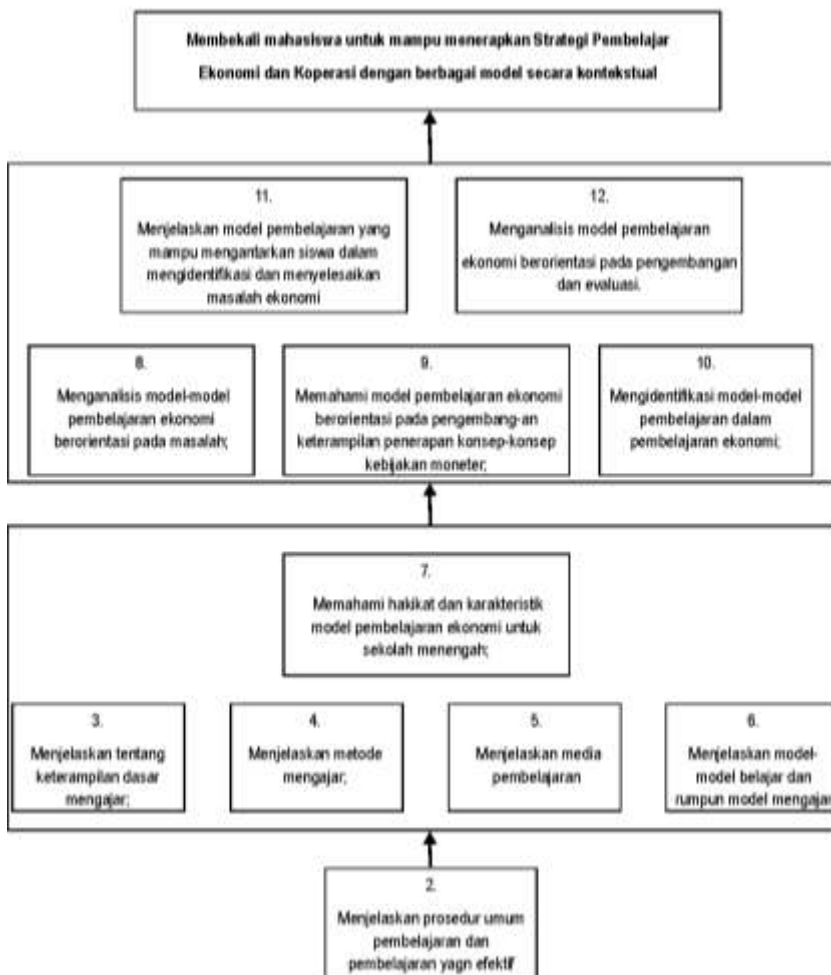 Membekali mahasiswa untuk mampu menerapkan Strategi Pembelajar
Ekonomi dan Koperasi dengan berbagai model secara kontekstual
11.
Menjelaskan model pembelajaran yang
mampu mengantarkan siswa dalam
mengidentifikasi dan menyelesaikan
masalah ekonomi
12.
Menganalisis model pembelajaran
ekonomi berorientasi pada pengembangan
dan evaluasi.
8.
Menganalisis model-model
pembelajaran ekonomi
berorientasi pada masalah;
9.
Memahami model pembelajaran ekonomi
berorientasi pada pengembang-an
keterampilan penerapan konsep-konsep
kebijakan moneter;
10.
Mengidentifikasi model-model
pembelajaran dalam
pembelajaran ekonomi;
7.
Memahami hakikat dan karakteristik
model pembelajaran ekonomi untuk
sekolah menengah;
3.
Menjelaskan tentang
keterampilan dasar
mengajar;
4.
Menjelaskan metode
mengajar;
5.
Menjelaskan media
pembelajaran
6.
Menjelaskan model-
model belajar dan
rumpun model mengajar
2.
Menjelaskan prosedur umum
pembelajaran dan
pembelajaran yagn efektif